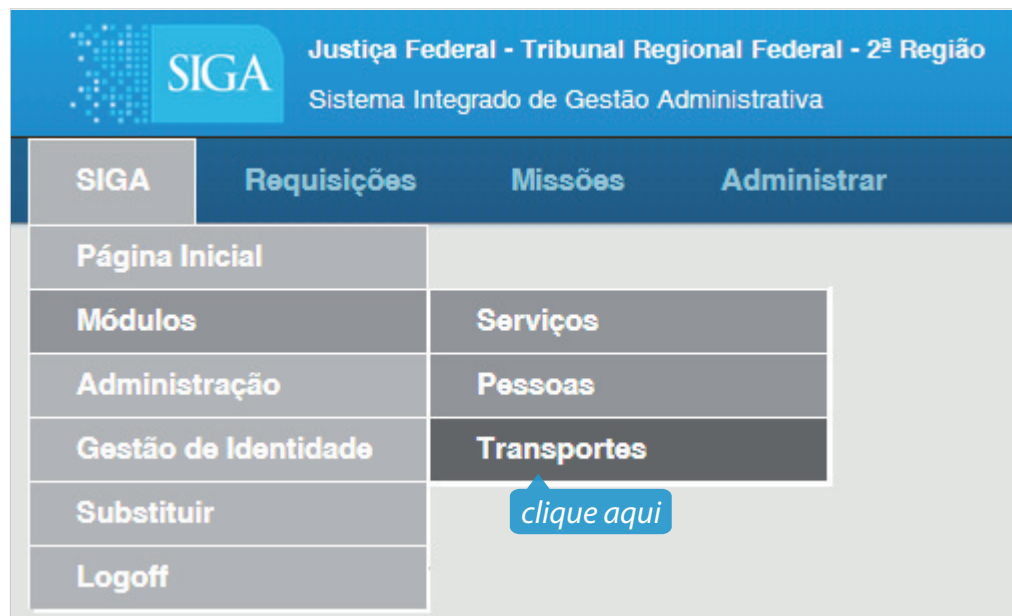 SIGA
Justiça Federal - Tribunal Regional Federal - 2ª Região
Sistema Integrado de Gestão Administrativa
SIGA Requisições Missões Administrar
Página Inicial
Módulos Serviços
Administração Pessoas
Gestão de Identidade Transportes
Substituir clique aqui
Logoff